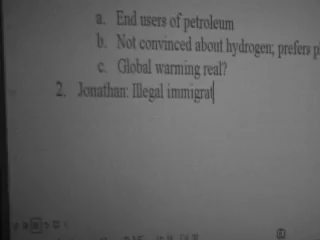 a. End users of petroleum
b. Not convinced about hydrogen; prefers
c. Global warming real?
2. Jonathan: Illegal immigrat